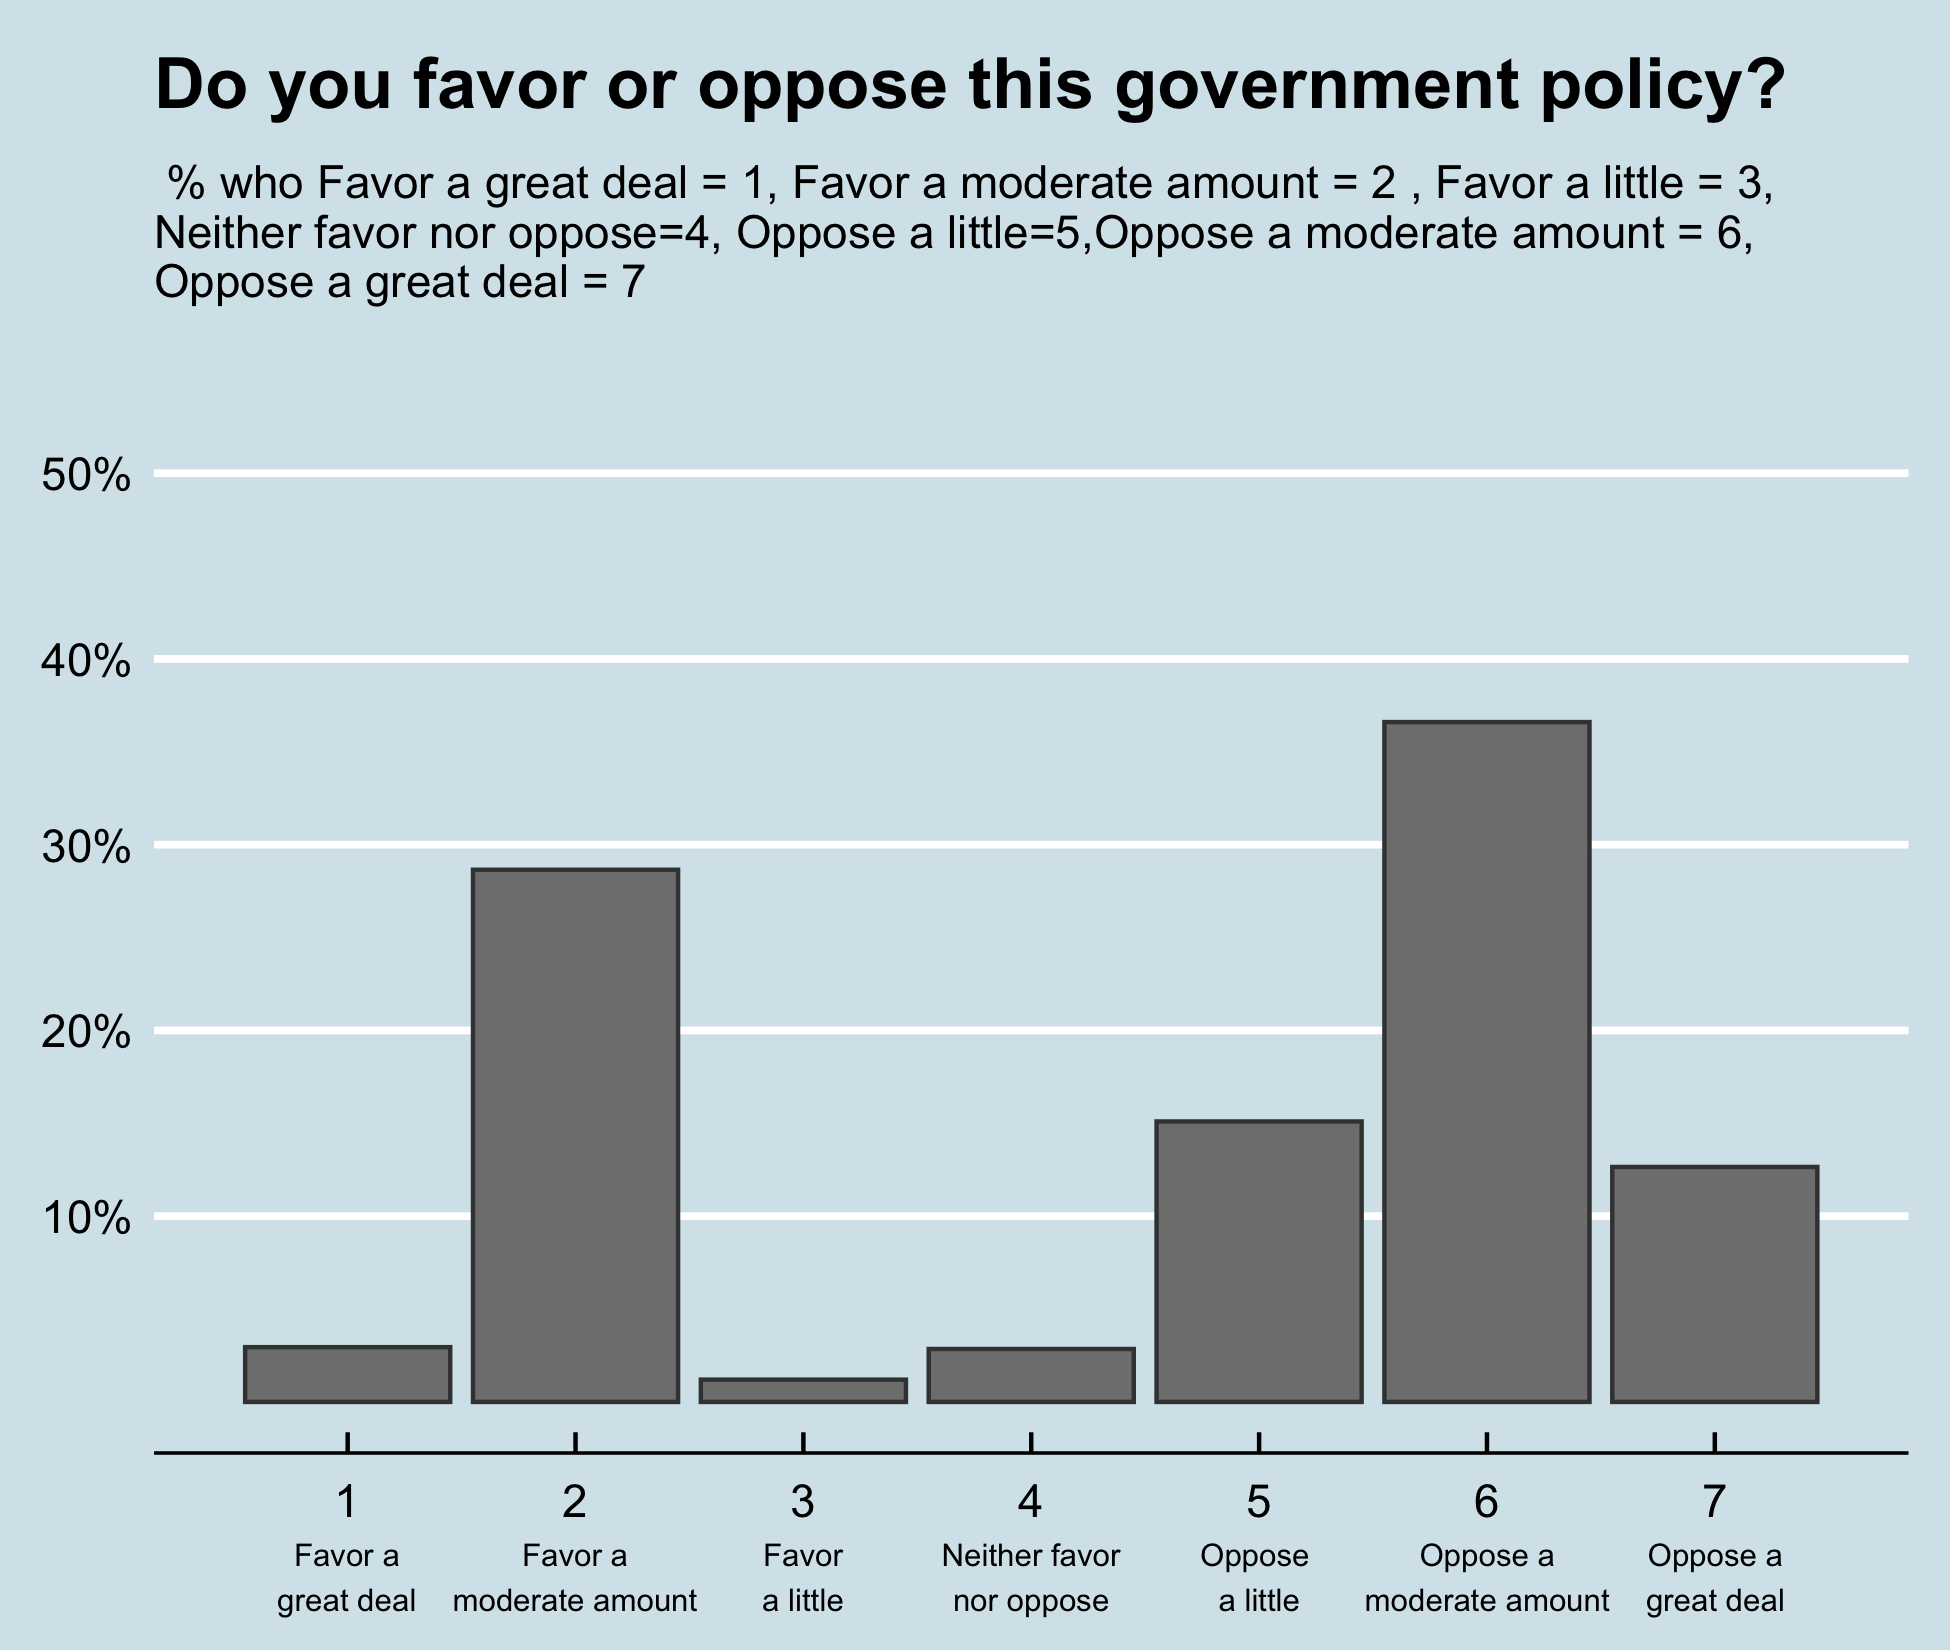 Do you favor or oppose this government policy?
% who Favor a great deal = 1, Favor a moderate amount = 2 , Favor a little = 3,
Neither favor nor oppose=4, Oppose a little=5,Oppose a moderate amount = 6,
Oppose a great deal = 7
50%
40%
30%
20%
10%
1 2 3 4 5 6 7
Favor a Favor a Favor Neither favor Oppose Oppose a Oppose a
great deal moderate amount a little nor oppose a little moderate amount great deal